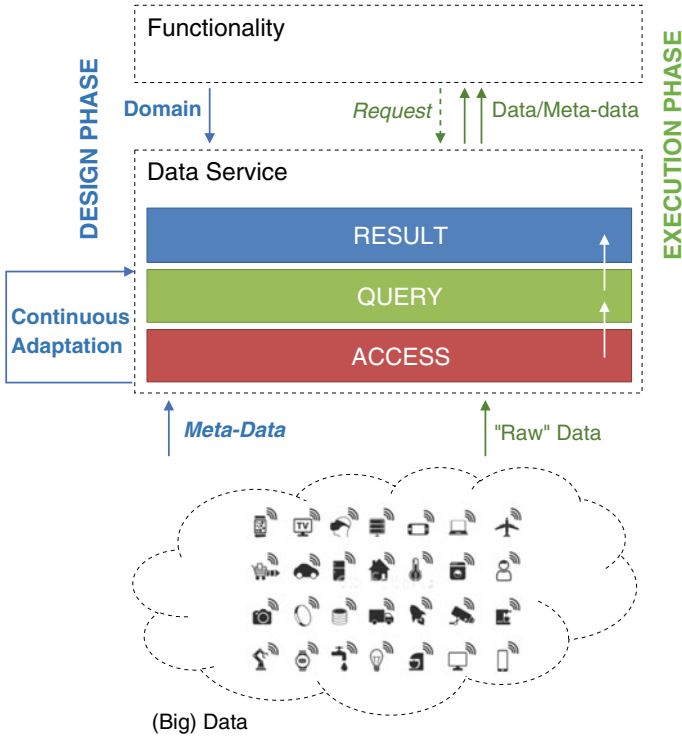 Functionality
DESIGN PHASE
EXECUTION PHASE
Domain
Request
Data/Meta-data
Data Service
RESULT
QUERY
ACCESS
Continuous
Adaptation
Meta-Data
"Raw" Data
TV
(Big) Data